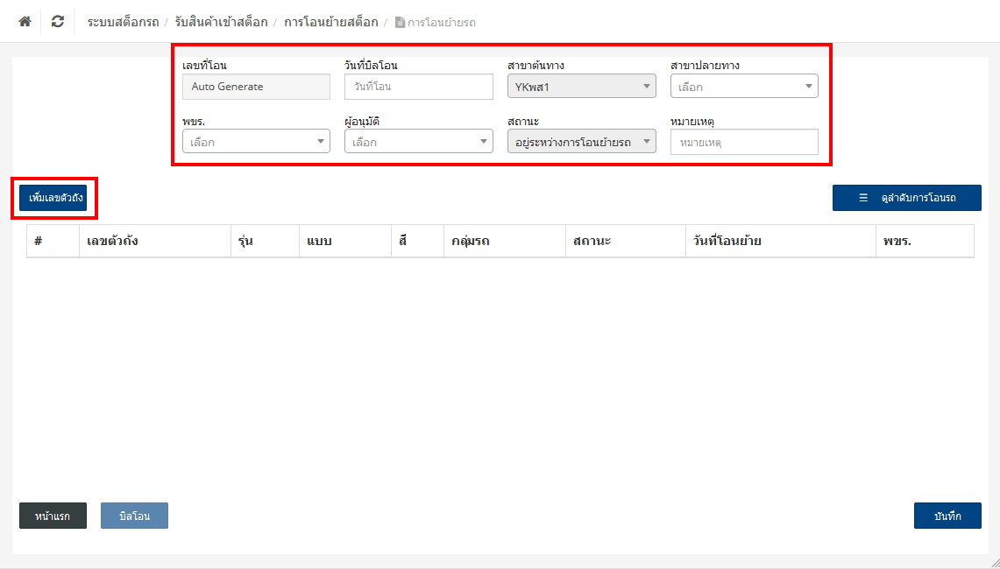 ระบบสต็อกรถ / รับสินค้าเข้าสต็อก / การโอนย้ายสต็อก / การโอนย้ายรถ
เลขที่โอน วันที่บิลโอน สาขาต้นทาง สาขาปลายทาง
Auto Generate วันที่โอน YKพส1 เลือก
พขร. ผู้อนุมัติ สถานะ หมายเหตุ
เลือก เลือก อยู่ระหว่างการโอนย้ายรถ หมายเหตุ
เพิ่มเลขตัวถัง ดูลำดับการโอนรถ
# เลขตัวถัง รุ่น แบบ สี กลุ่มรถ สถานะ วันที่โอนย้าย พขร.
หน้าแรก บิลโอน บันทึก